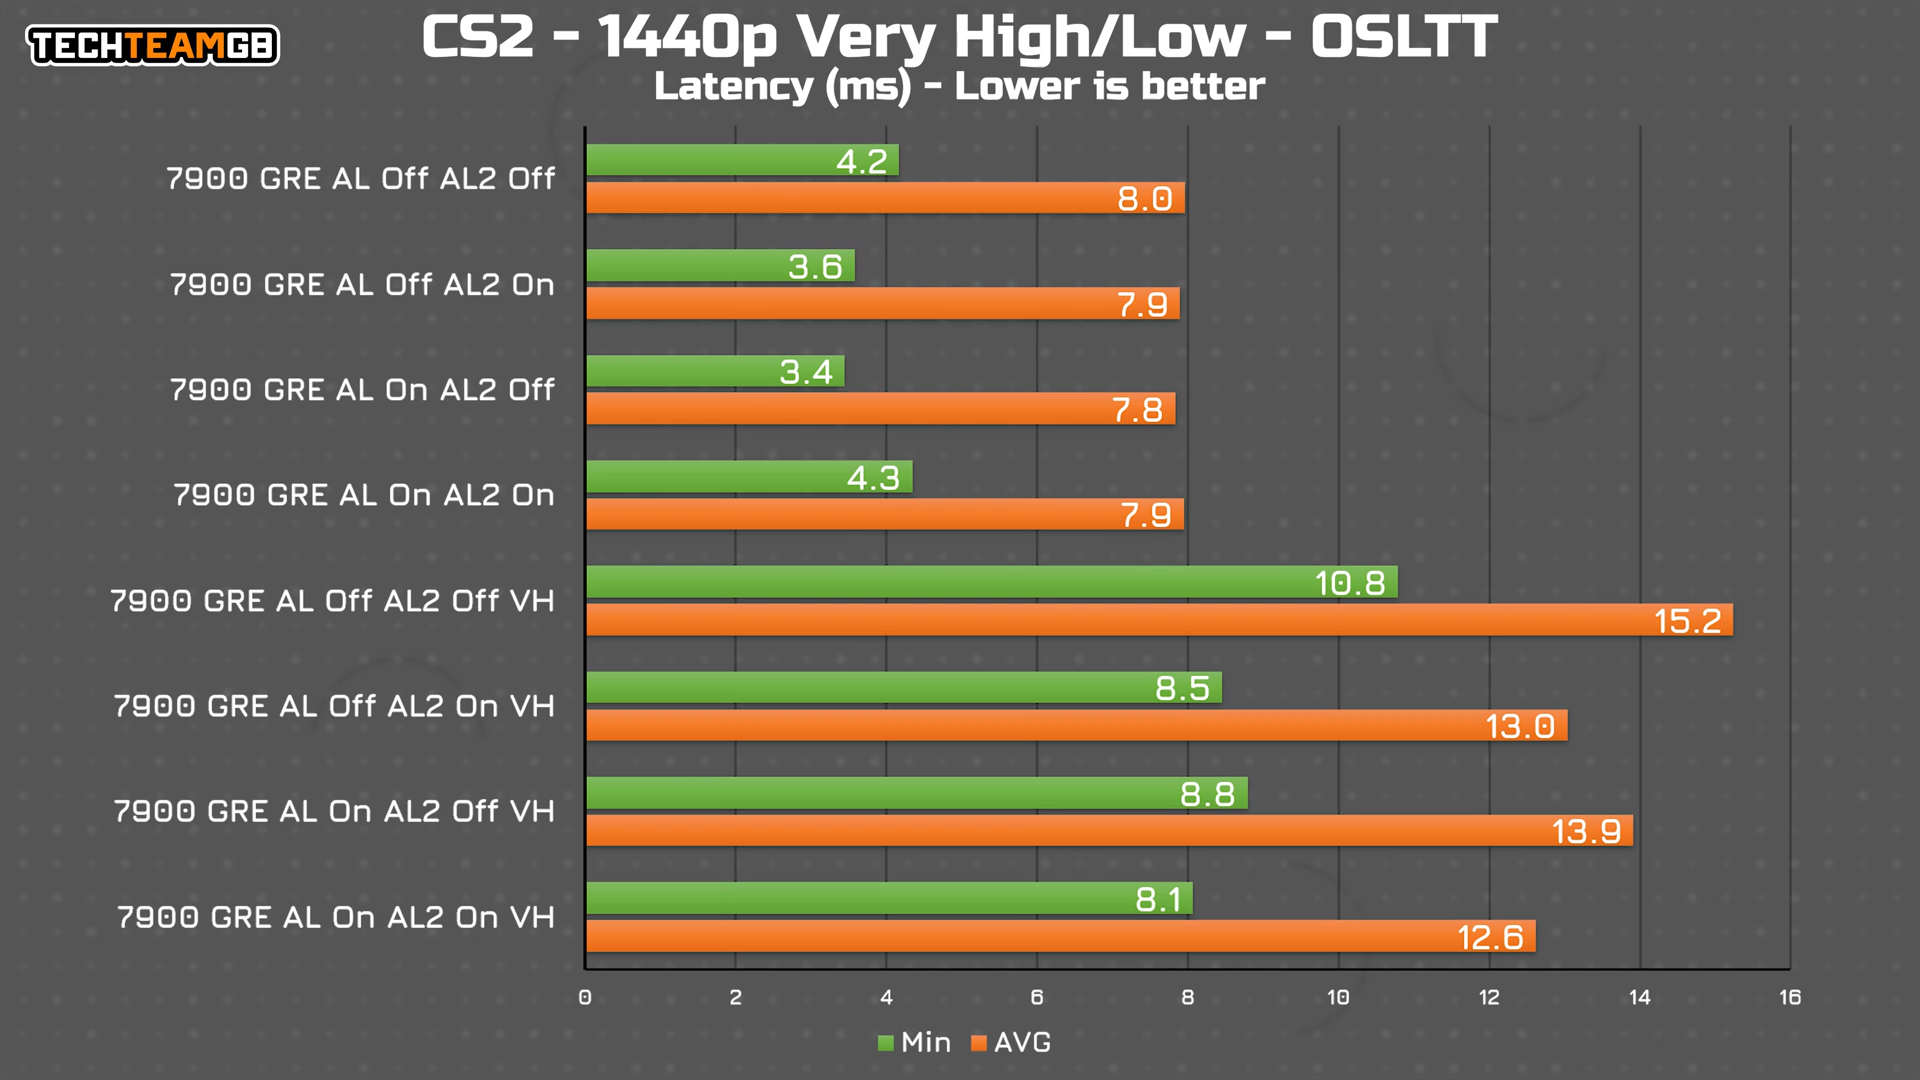 TECHTEAMGB
CS2 - 1440p Very High/Low - OSLTT
Latency (ms) - Lower is better
7900 GRE AL Off AL2 Off
4.2
8.0
7900 GRE AL Off AL2 On
3.6
7.9
7900 GRE AL On AL2 Off
3.4
7.8
7900 GRE AL On AL2 On
4.3
7.9
7900 GRE AL Off AL2 Off VH
10.8
15.2
7900 GRE AL Off AL2 On VH
8.5
13.0
7900 GRE AL On AL2 Off VH
8.8
13.9
7900 GRE AL On AL2 On VH
8.1
12.6
0 2 4 6 8 10 12 14 16
Min AVG